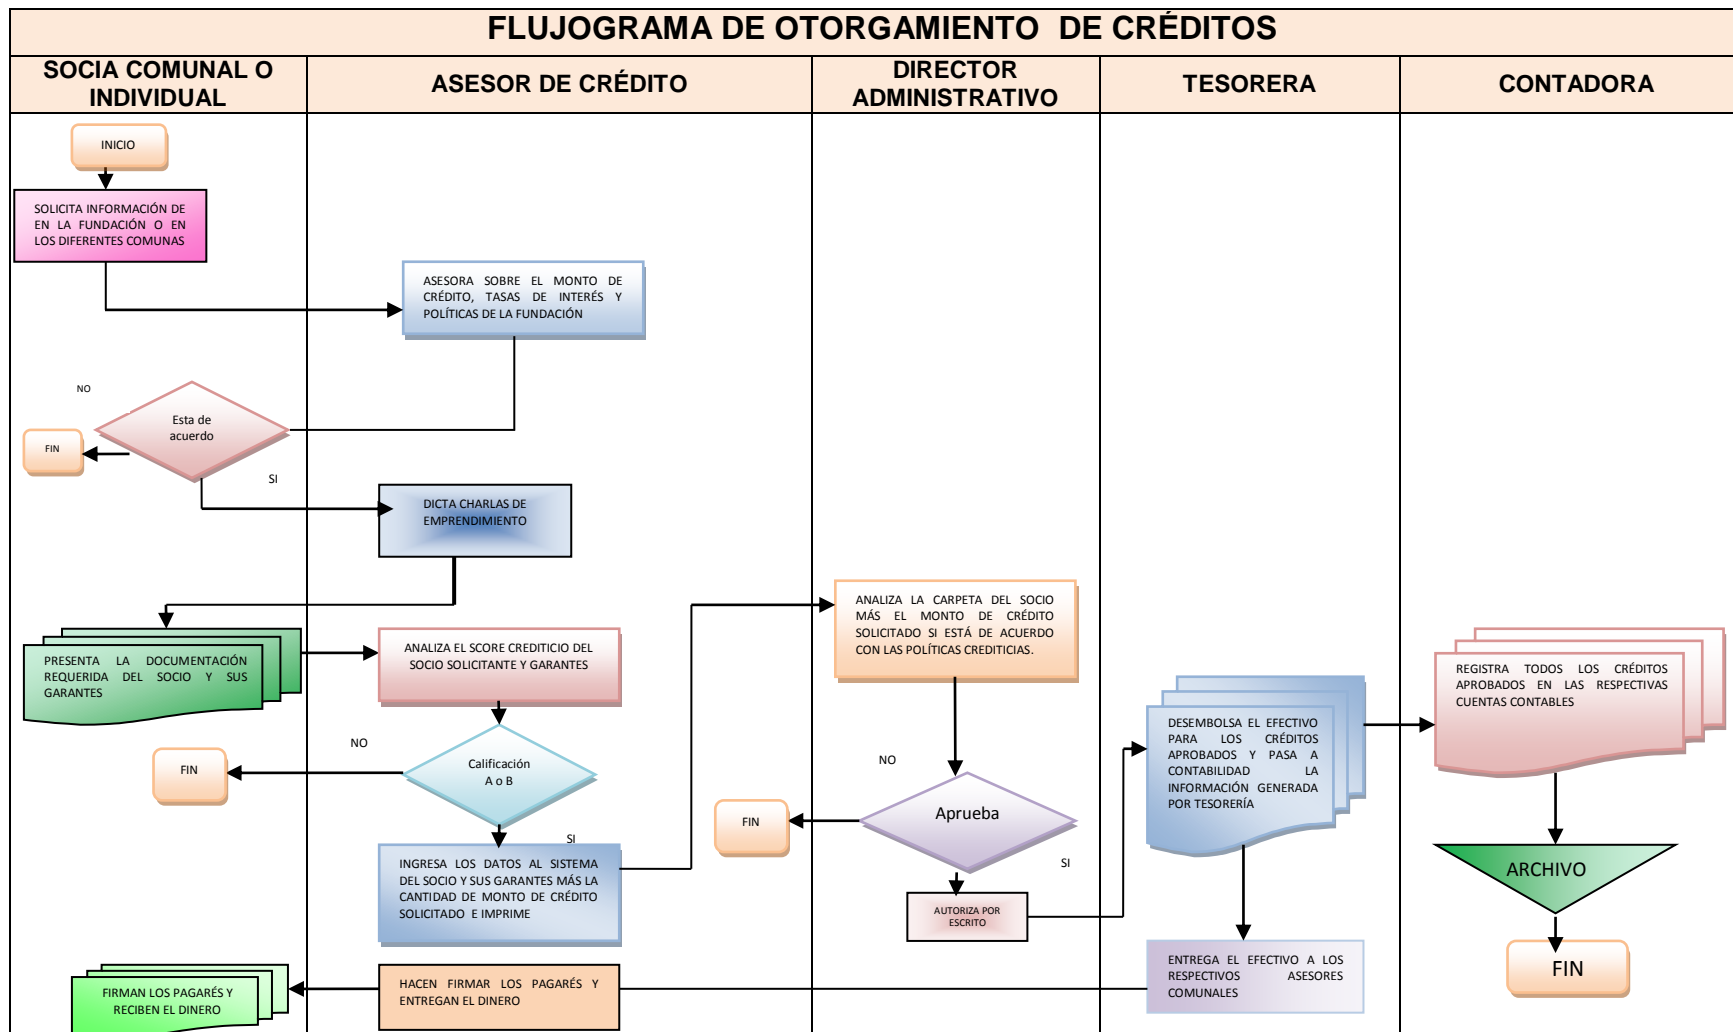 FLUJOGRAMA DE OTORGAMIENTO DE CRÉDITOS
SOCIA COMUNAL O
INDIVIDUAL
ASESOR DE CRÉDITO
DIRECTOR
ADMINISTRATIVO
TESORERA
CONTADORA
INICIO
SOLICITA INFORMACIÓN DE
EN LA FUNDACIÓN O EN
LOS DIFERENTES COMUNAS
ASESORA SOBRE EL MONTO DE
CRÉDITO, TASAS DE INTERÉS Y
POLÍTICAS DE LA FUNDACIÓN
NO
Esta de
acuerdo
FIN
SI
DICTA CHARLAS DE
EMPRENDIMIENTO
PRESENTA LA DOCUMENTACIÓN
REQUERIDA DEL SOCIO Y SUS
GARANTES
ANALIZA EL SCORE CREDITICIO DEL
SOCIO SOLICITANTE Y GARANTES
NO
FIN
Calificación
A o B
SI
INGRESA LOS DATOS AL SISTEMA
DEL SOCIO Y SUS GARANTES MÁS LA
CANTIDAD DE MONTO DE CRÉDITO
SOLICITADO E IMPRIME
ANALIZA LA CARPETA DEL SOCIO
MÁS EL MONTO DE CRÉDITO
SOLICITADO SI ESTÁ DE ACUERDO
CON LAS POLÍTICAS CREDITICIAS.
NO
FIN
Aprueba
SI
AUTORIZA POR
ESCRITO
DESEMBOLSA EL EFECTIVO
PARA LOS CRÉDITOS
APROBADOS Y PASA A
CONTABILIDAD LA
INFORMACIÓN GENERADA
POR TESORERÍA
REGISTRA TODOS LOS CRÉDITOS
APROBADOS EN LAS RESPECTIVAS
CUENTAS CONTABLES
ARCHIVO
FIN
ENTREGA EL EFECTIVO A LOS
RESPECTIVOS ASESORES
COMUNALES
HACEN FIRMAR LOS PAGARÉS Y
ENTREGAN EL DINERO
FIRMAN LOS PAGARÉS Y
RECIBEN EL DINERO